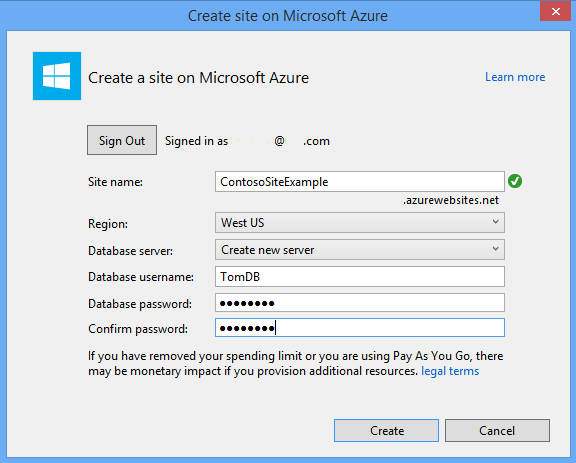 Create site on Microsoft Azure
Create a site on Microsoft Azure
Learn more
Sign Out
Signed in as @ .com
Site name:
ContosoSiteExample
.azurewebsites.net
Region:
West US
Database server:
Create new server
Database username:
TomDB
Database password:
●●●●●●●●
Confirm password:
●●●●●●●●
If you have removed your spending limit or you are using Pay As You Go, there
may be monetary impact if you provision additional resources. legal terms
Create
Cancel